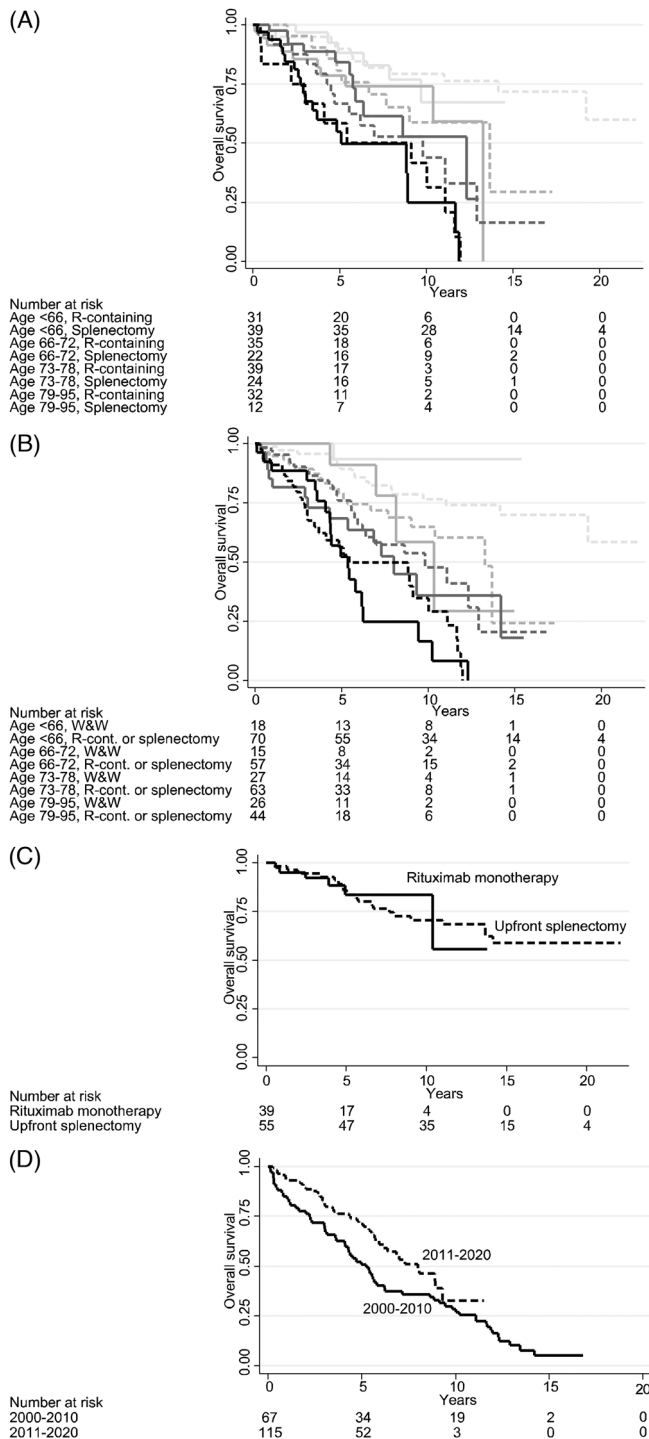 (A)
1.00
0.75
0.50
0.25
0.00
Overall survival
0 5 10 15 20
Years
Number at risk
Age <66, R-containing 31 20 6 0 0
Age <66, Splenectomy 39 35 28 14 4
Age 66-72, R-containing 35 18 6 0 0
Age 66-72, Splenectomy 22 16 9 2 0
Age 73-78, R-containing 39 17 3 0 0
Age 73-78, Splenectomy 24 16 5 1 0
Age 79-95, R-containing 32 11 2 0 0
Age 79-95, Splenectomy 12 7 4 0 0
(B)
1.00
0.75
0.50
0.25
0.00
Overall survival
0 5 10 15 20
Years
Number at risk
Age <66, W&W 18 13 8 1 0
Age <66, R-cont. or splenectomy 70 55 34 14 4
Age 66-72, W&W 15 8 2 0 0
Age 66-72, R-cont. or splenectomy 57 34 15 2 0
Age 73-78, W&W 27 14 4 1 0
Age 73-78, R-cont. or splenectomy 63 33 8 1 0
Age 79-95, W&W 26 11 2 0 0
Age 79-95, R-cont. or splenectomy 44 18 6 0 0
(C)
1.00
0.75
0.50
0.25
0.00
Overall survival
Rituximab monotherapy
Upfront splenectomy
0 5 10 15 20
Years
Number at risk
Rituximab monotherapy 39 17 4 0 0
Upfront splenectomy 55 47 35 15 4
(D)
1.00
0.75
0.50
0.25
0.00
Overall survival
2011-2020
2000-2010
0 5 10 15 20
Years
Number at risk
2000-2010 67 34 19 2 0
2011-2020 115 52 3 0 0